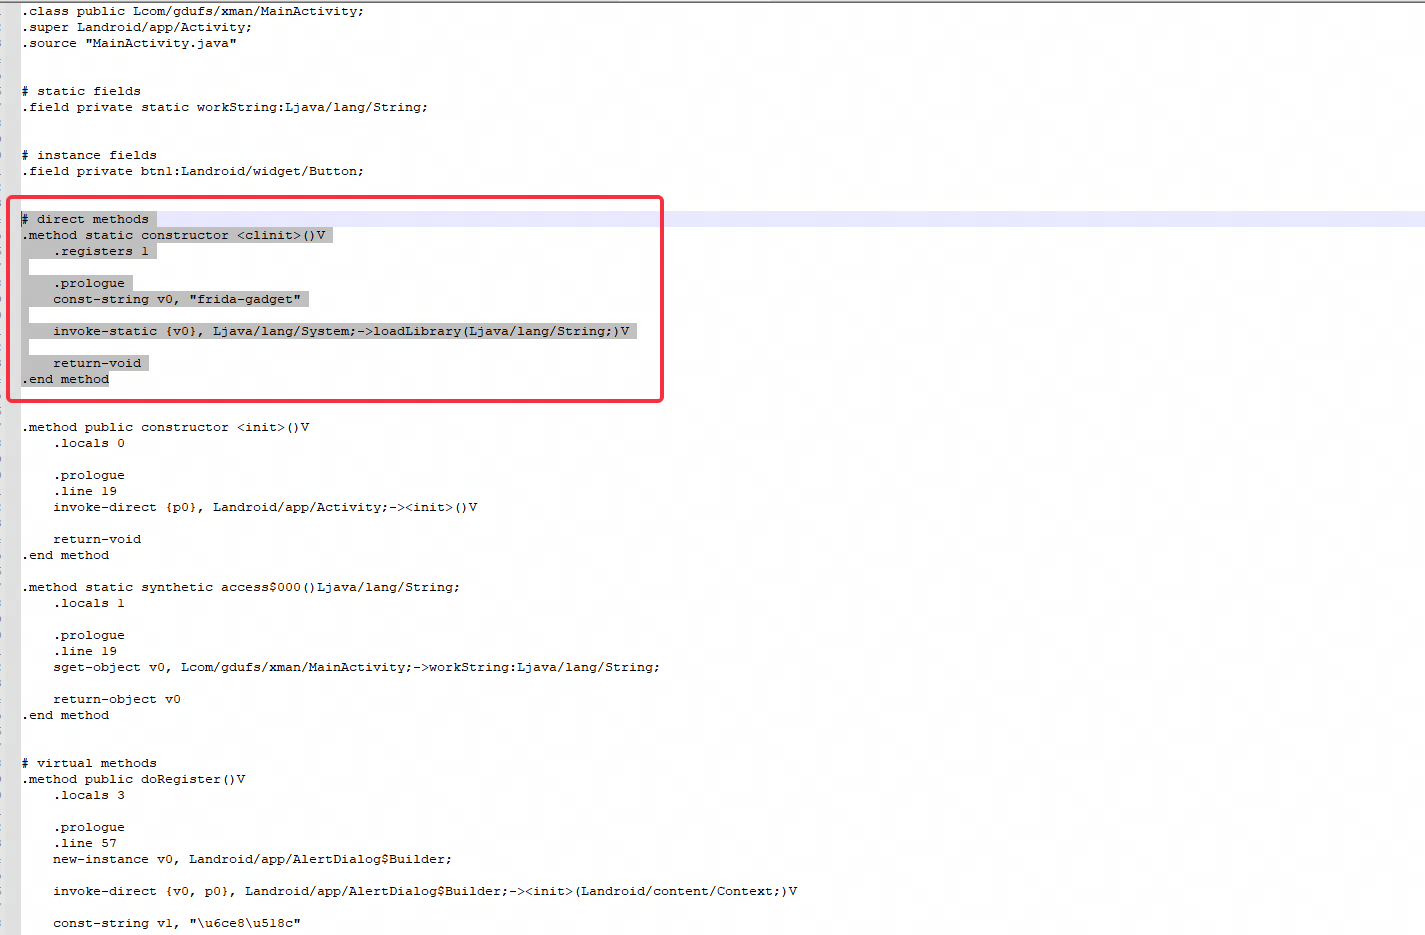 .class public Lcom/gdufs/xman/MainActivity;
.super Landroid/app/Activity;
.source "MainActivity.java"
# static fields
.field private static workString:Ljava/lang/String;
# instance fields
.field private btn1:Landroid/widget/Button;
# direct methods
.method static constructor <clinit>()V
.registers 1
.prologue
const-string v0, "frida-gadget"
invoke-static {v0}, Ljava/lang/System;->loadLibrary(Ljava/lang/String;)V
return-void
.end method
.method public constructor <init>()V
.locals 0
.prologue
.line 19
invoke-direct {p0}, Landroid/app/Activity;-><init>()V
return-void
.end method
.method static synthetic access$000()Ljava/lang/String;
.locals 1
.prologue
.line 19
sget-object v0, Lcom/gdufs/xman/MainActivity;->workString:Ljava/lang/String;
return-object v0
.end method
# virtual methods
.method public doRegister()V
.locals 3
.prologue
.line 57
new-instance v0, Landroid/app/AlertDialog$Builder;
invoke-direct {v0, p0}, Landroid/app/AlertDialog$Builder;-><init>(Landroid/content/Context;)V
const-string v1, "\u6ce8\u518c"